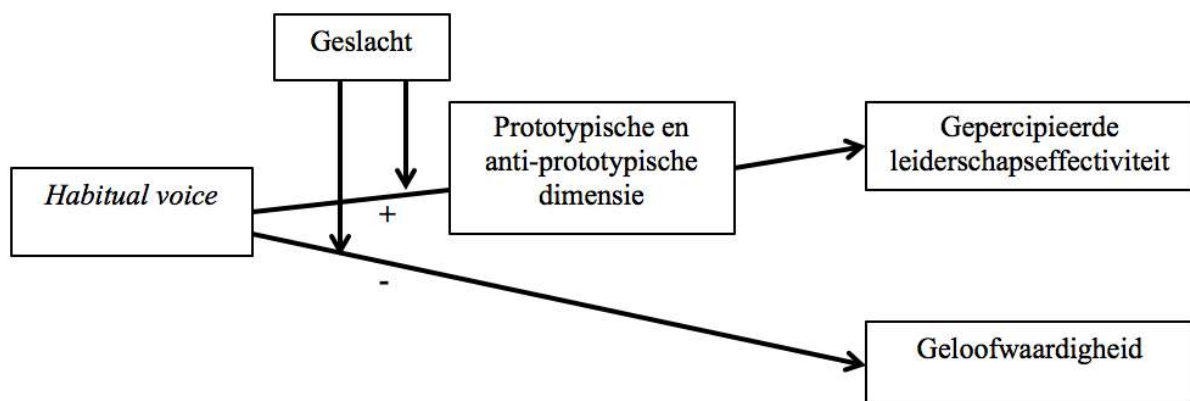 Geslacht
Prototypische en
anti-prototypische
dimensie
Gepercipieerde
leiderschapseffectiviteit
Habitual voice
+
-
Geloofwaardigheid